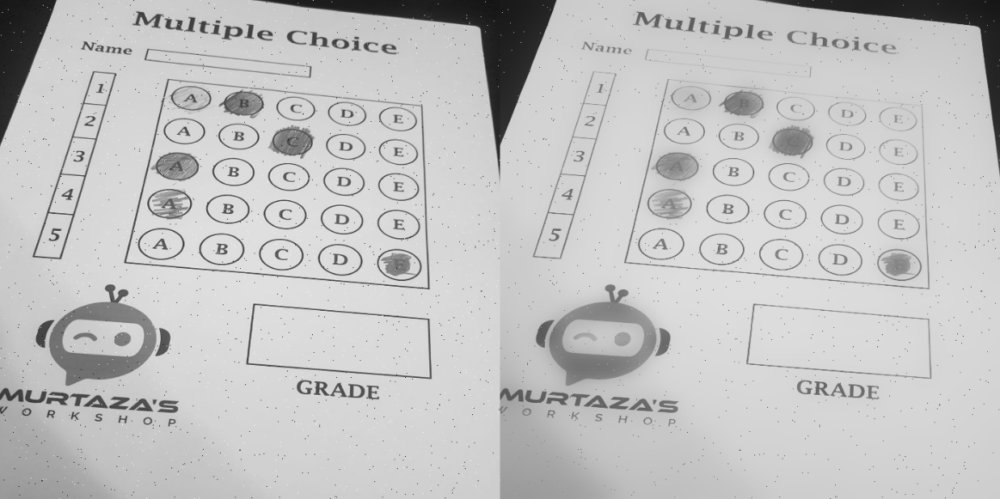 Multiple Choice
Name
1 A B C D E
2 A B C D E
3 A B C D E
4 A B C D E
5 A B C D E
MURTAZA'S
WORKSHOP
GRADE
Multiple Choice
Name
1 A B C D E
2 A B C D E
3 A B C D E
4 A B C D E
5 A B C D E
MURTAZA'S
WORKSHOP
GRADE